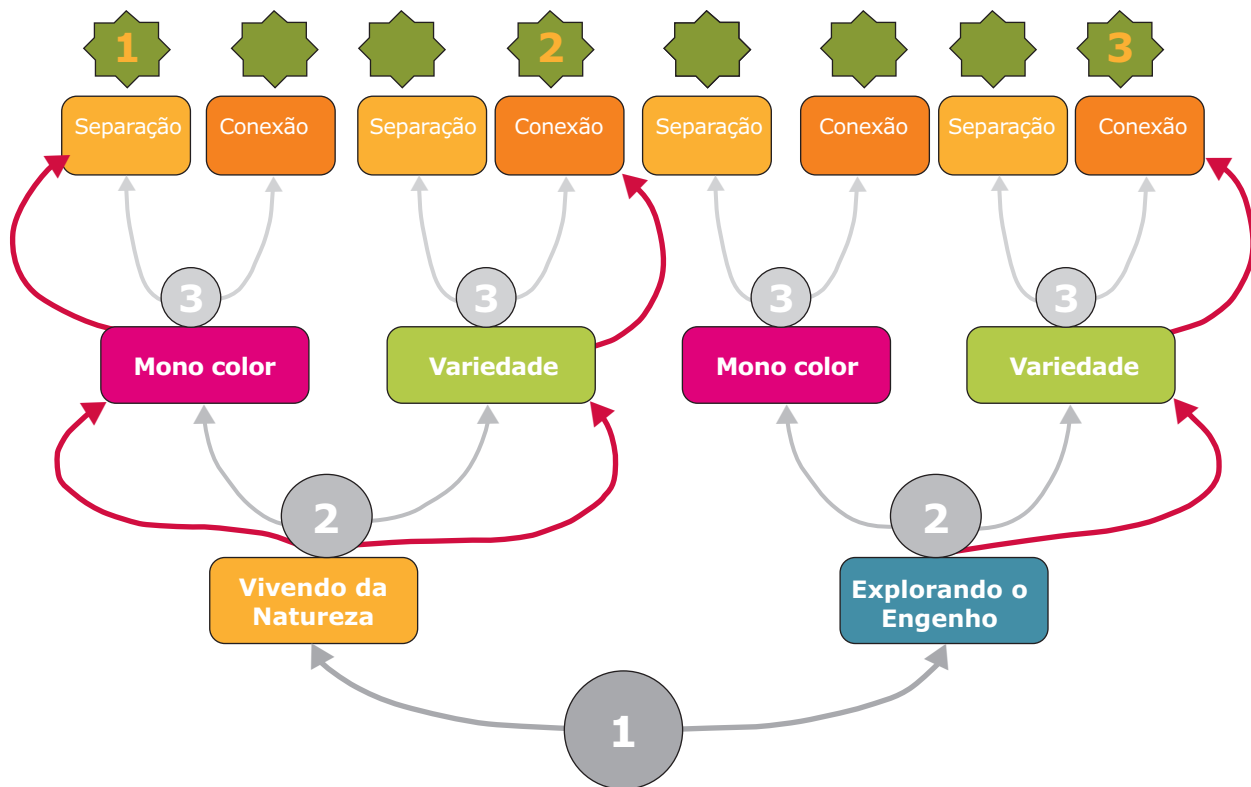 1
2
3
Separação
Conexão
Separação
Conexão
Separação
Conexão
Separação
Conexão
3
3
3
3
Mono color
Variedade
Mono color
Variedade
2
2
Vivendo da
Natureza
Explorando o
Engenho
1